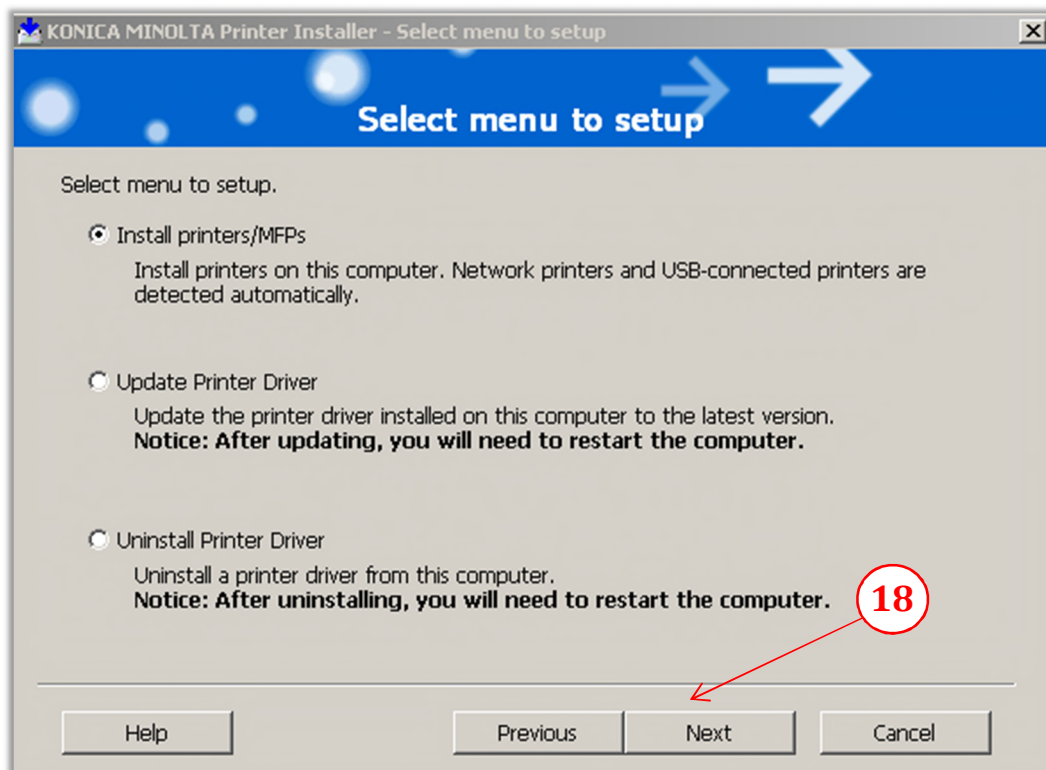 KONICA MINOLTA Printer Installer - Select menu to setup
Select menu to setup
Select menu to setup.
Install printers/MFPs
Install printers on this computer. Network printers and USB-connected printers are
detected automatically.
Update Printer Driver
Update the printer driver installed on this computer to the latest version.
Notice: After updating, you will need to restart the computer.
Uninstall Printer Driver
Uninstall a printer driver from this computer.
Notice: After uninstalling, you will need to restart the computer.
18
Help
Previous
Next
Cancel